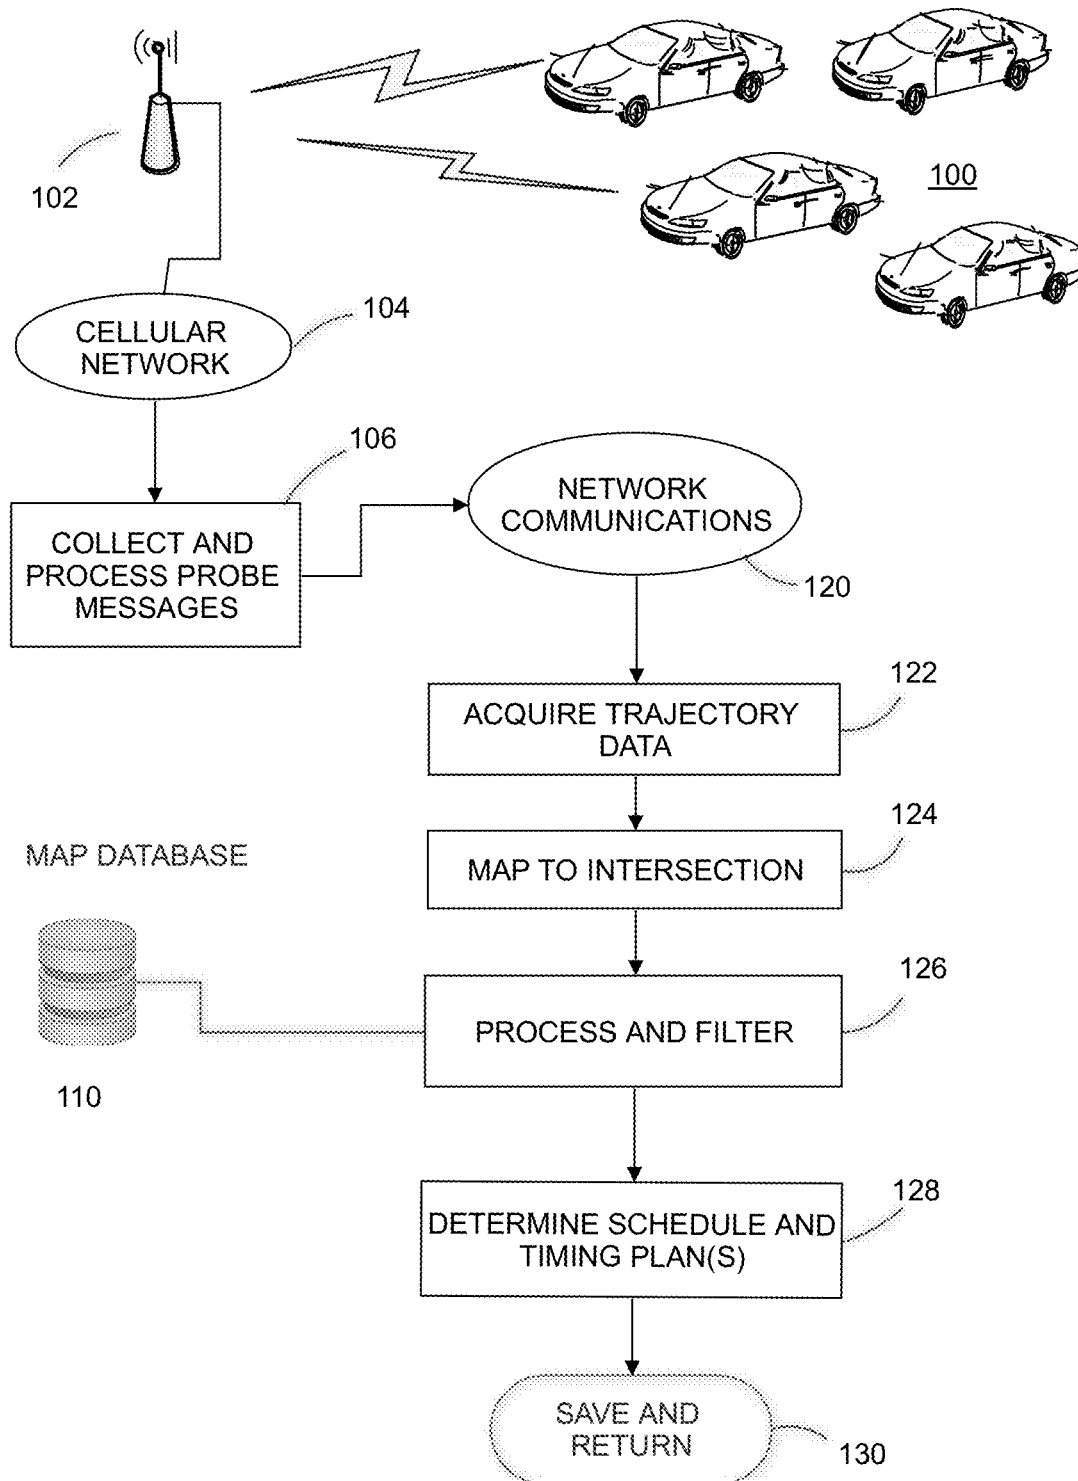 102
100
CELLULAR
NETWORK
104
106
COLLECT AND
PROCESS PROBE
MESSAGES
NETWORK
COMMUNICATIONS
120
ACQUIRE TRAJECTORY
DATA
122
MAP TO INTERSECTION
124
MAP DATABASE
110
PROCESS AND FILTER
126
DETERMINE SCHEDULE AND
TIMING PLAN(S)
128
SAVE AND
RETURN
130